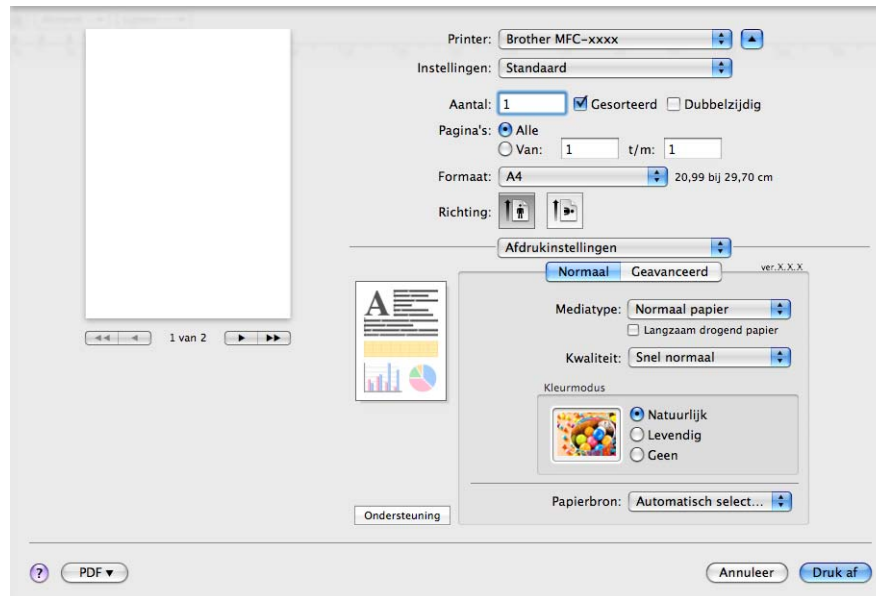 Printer: Brother MFC-xxxx
Instellingen: Standaard
Aantal: 1 Gesorteerd Dubbelzijdig
Pagina's: Alle
Van: 1 t/m: 1
Formaat: A4 20,99 bij 29,70 cm
Richting:
Afdrukinstellingen
Normaal Geavanceerd ver.X.X.X
Mediatype: Normaal papier
Langzaam drogend papier
1 van 2
Kwaliteit: Snel normaal
Kleurmodus
Natuurlijk
Levendig
Geen
Papierbron: Automatisch select...
Ondersteuning
? PDF▼ Annuleer Druk af